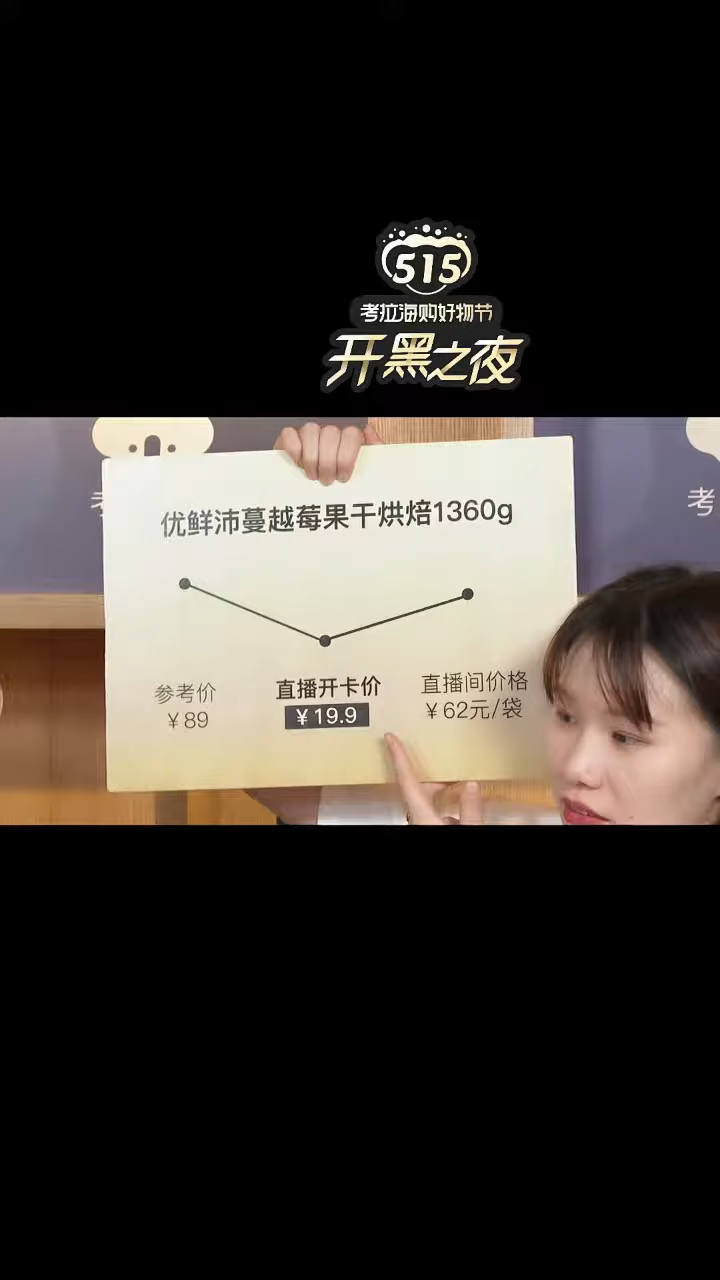 515
考拉海购好物节
开黑之夜
考
考
优鲜沛蔓越莓果干烘焙1360g
参考价
¥89
直播开卡价
¥19.9
直播间价格
¥62元/袋